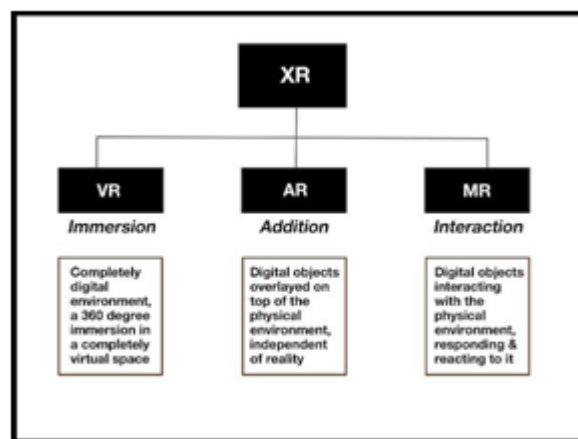 XR
VR
Immersion
Completely
digital
environment,
a 360 degree
immersion in
a completely
virtual space
AR
Addition
Digital objects
overlayed on
top of the
physical
environment,
independent
of reality
MR
Interaction
Digital objects
interacting
with the
physical
environment,
responding &
reacting to it